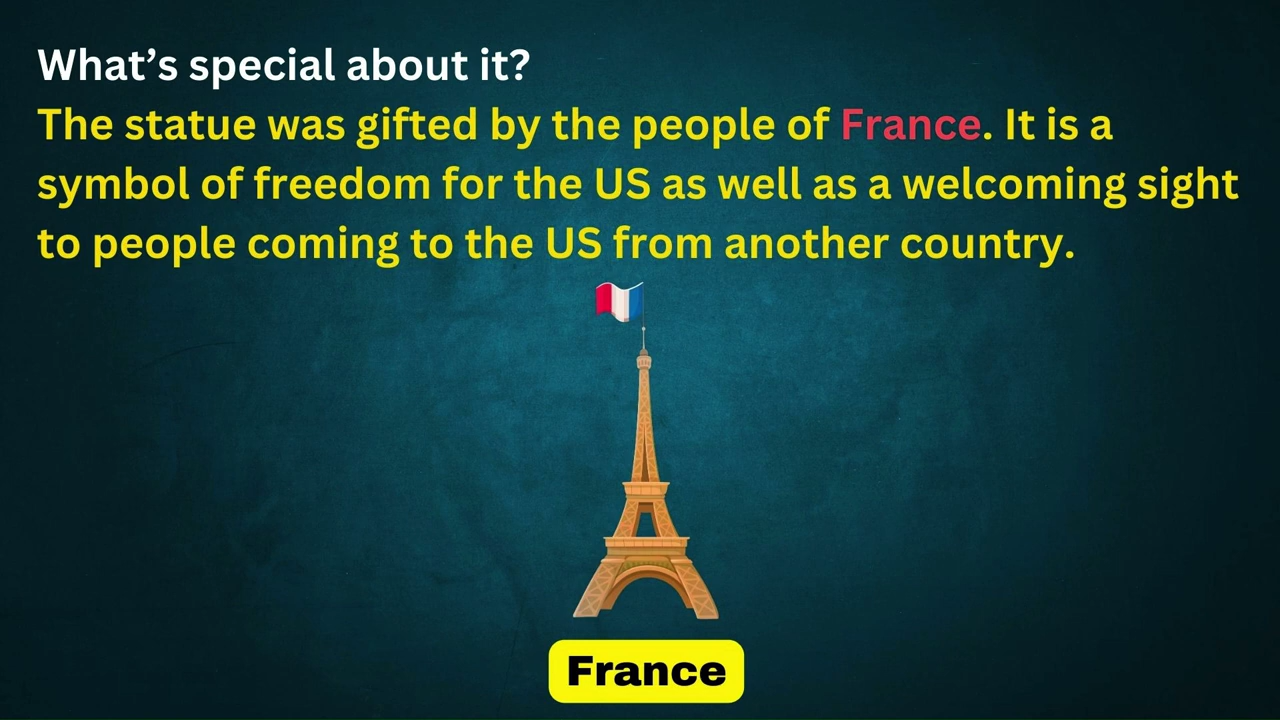 What’s special about it?
The statue was gifted by the people of France. It is a
symbol of freedom for the US as well as a welcoming sight
to people coming to the US from another country.
France